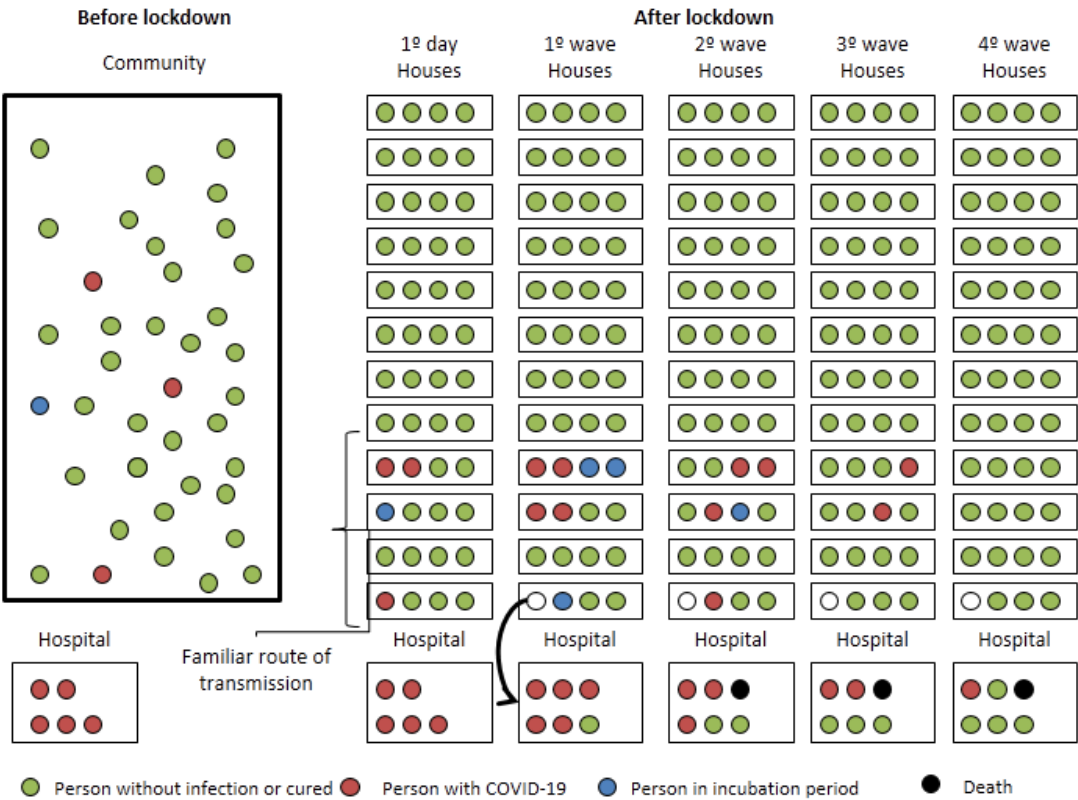 Before lockdown
After lockdown
Community
1º day
Houses
1º wave
Houses
2º wave
Houses
3º wave
Houses
4º wave
Houses
Hospital
Familiar route of
transmission
Hospital
Hospital
Hospital
Hospital
Hospital
Person without infection or cured
Person with COVID-19
Person in incubation period
Death